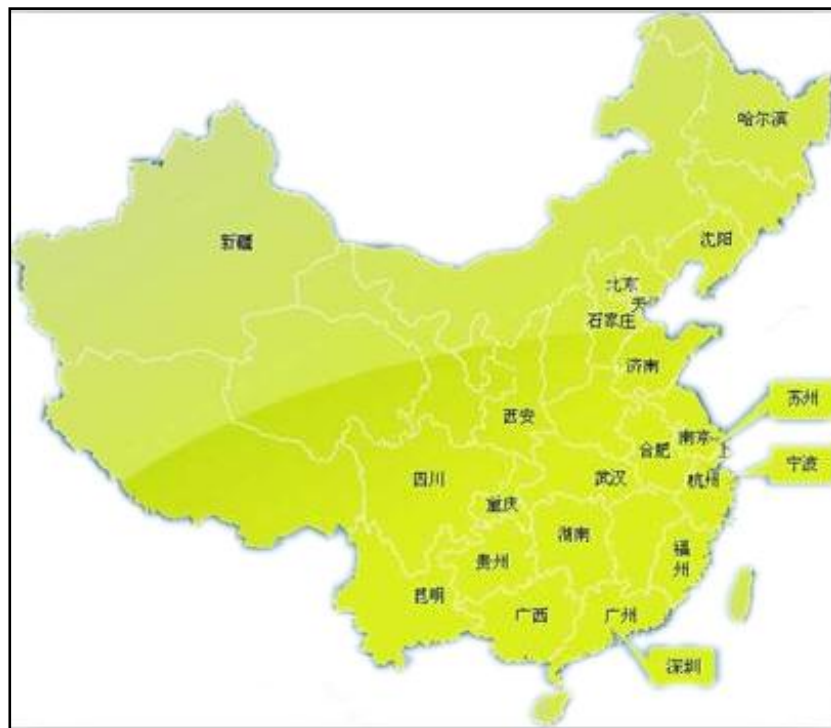 哈尔滨
新疆
沈阳
北京
天
石家庄
济南
苏州
西安
南京
合肥
上
宁波
四川
武汉
杭州
重庆
湖南
福州
贵州
昆明
广西
广州
深圳